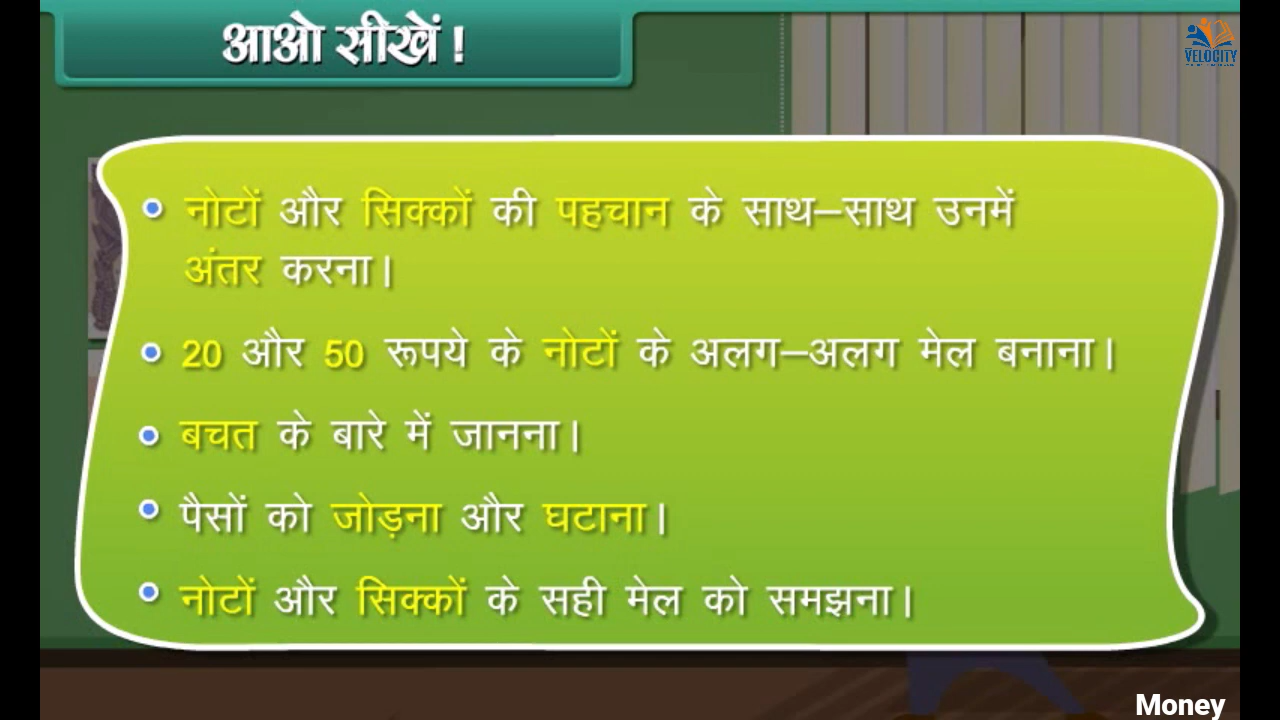 आओ सीखें !
VELOCITY
• नोटों और सिक्कों की पहचान के साथ–साथ उनमें
अंतर करना।
• 20 और 50 रूपये के नोटों के अलग–अलग मेल बनाना।
• बचत के बारे में जानना।
• पैसों को जोड़ना और घटाना।
• नोटों और सिक्कों के सही मेल को समझना।
Money